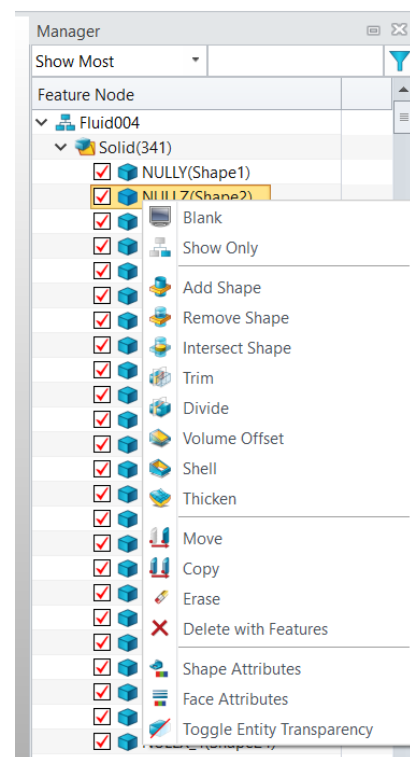 Manager
Show Most
Feature Node
Fluid004
Solid(341)
NULLY(Shape1)
NULLZ(Shape2)
Blank
Show Only
Add Shape
Remove Shape
Intersect Shape
Trim
Divide
Volume Offset
Shell
Thicken
Move
Copy
Erase
Delete with Features
Shape Attributes
Face Attributes
Toggle Entity Transparency